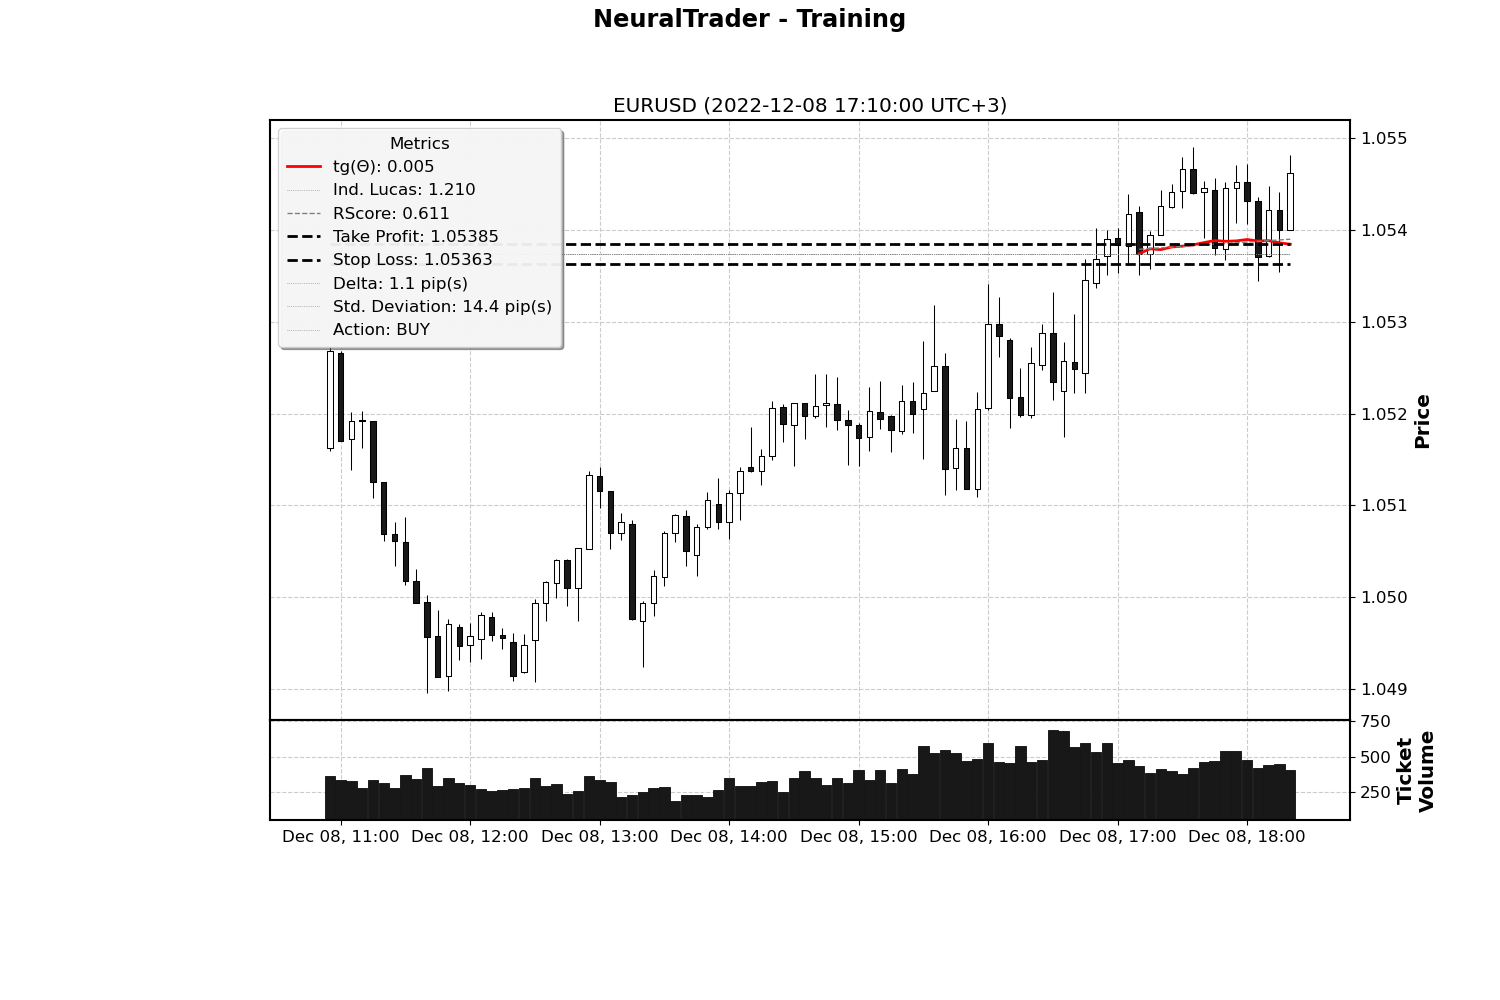 NeuralTrader - Training
EURUSD (2022-12-08 17:10:00 UTC+3)
Metrics
tg(Θ): 0.005
Ind. Lucas: 1.210
RScore: 0.611
Take Profit: 1.05385
Stop Loss: 1.05363
Delta: 1.1 pip(s)
Std. Deviation: 14.4 pip(s)
Action: BUY
1.055
1.054
1.053
1.052
1.051
1.050
1.049
Price
750
500
250
Ticket
Volume
Dec 08, 11:00 Dec 08, 12:00 Dec 08, 13:00 Dec 08, 14:00 Dec 08, 15:00 Dec 08, 16:00 Dec 08, 17:00 Dec 08, 18:00